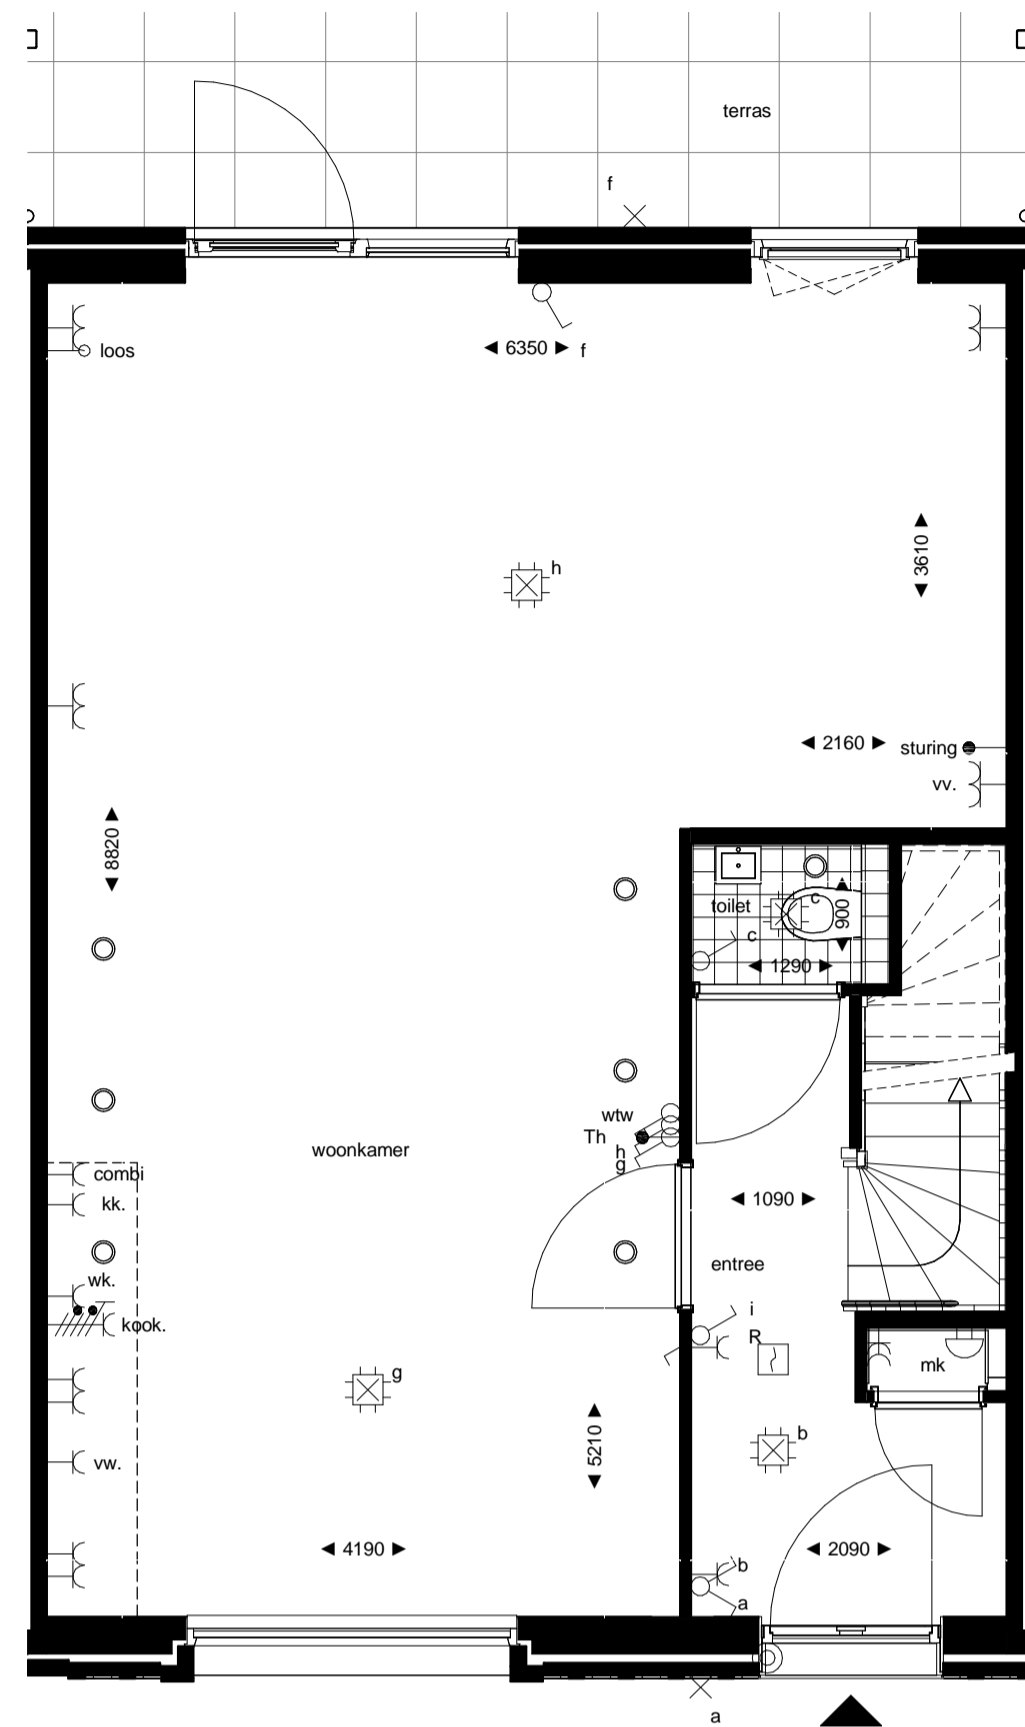 terras
f
loos
6350 f
h
3610
2160
sturing
vv.
8820
toilet
c
900
c
1290
wtw
Th
h
g
woonkamer
combi
kk.
1090
entree
wk.
kook.
i
R
mk
g
b
5210
vw.
4190
2090
b
a
a